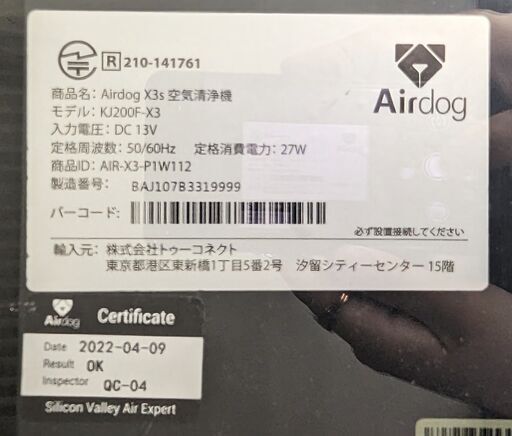 R 210-141761
Airdog
商品名: Airdog X3s 空気清浄機
モデル: KJ200F-X3
入力電圧: DC 13V
定格周波数: 50/60Hz 定格消費電力: 27W
商品ID: AIR-X3-P1W112
製造番号: BAJ107B3319999
バーコード:
必ず設置接続してください
輸入元: 株式会社トゥーコネクト
東京都港区東新橋1丁目5番2号 汐留シティーセンター 15階
Airdog Certificate
Date 2022-04-09
Result OK
Inspector QC-04
Silicon Valley Air Expert